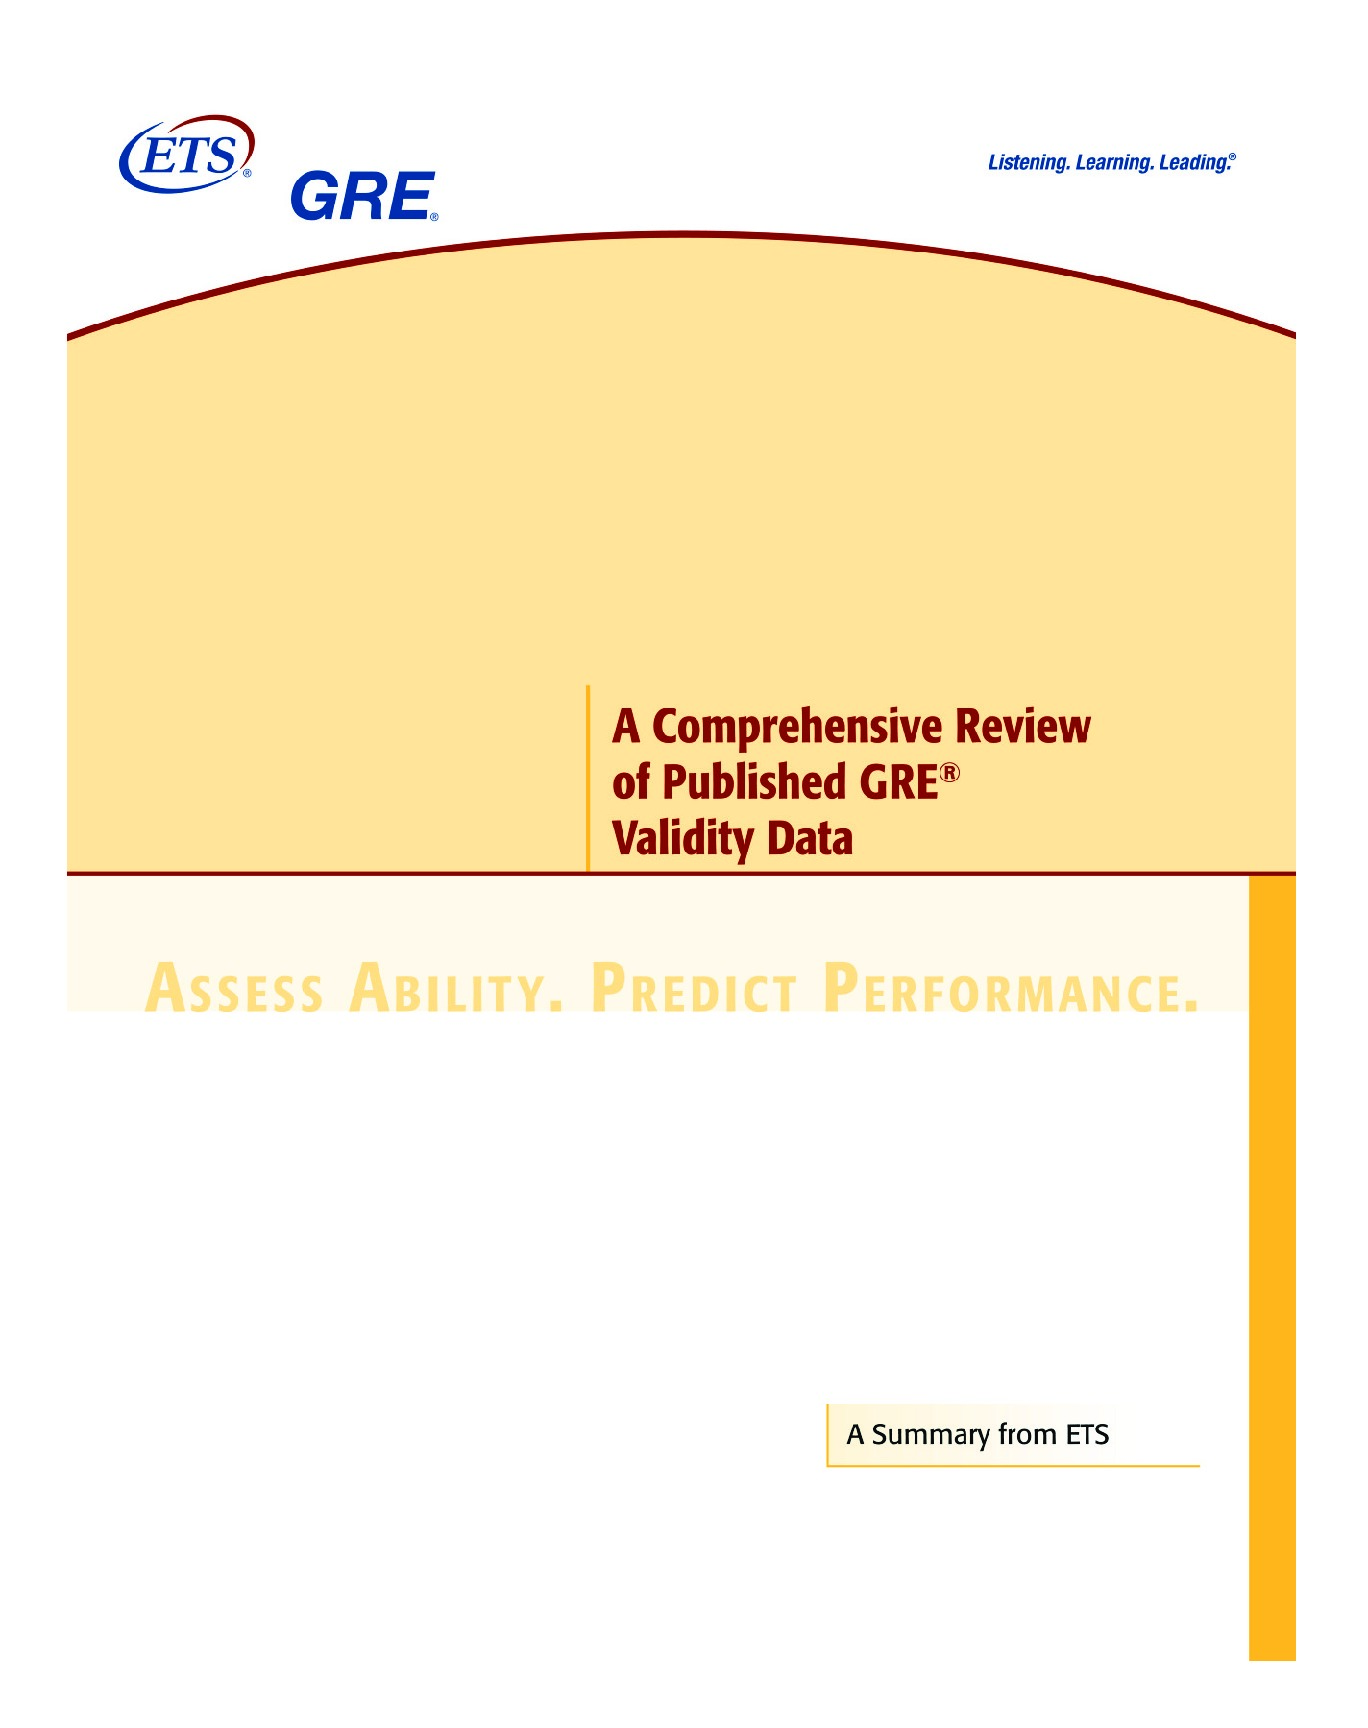 ETS®
GRE®
Listening. Learning. Leading.®
A Comprehensive Review
of Published GRE®
Validity Data
ASSESS ABILITY. PREDICT PERFORMANCE.
A Summary from ETS